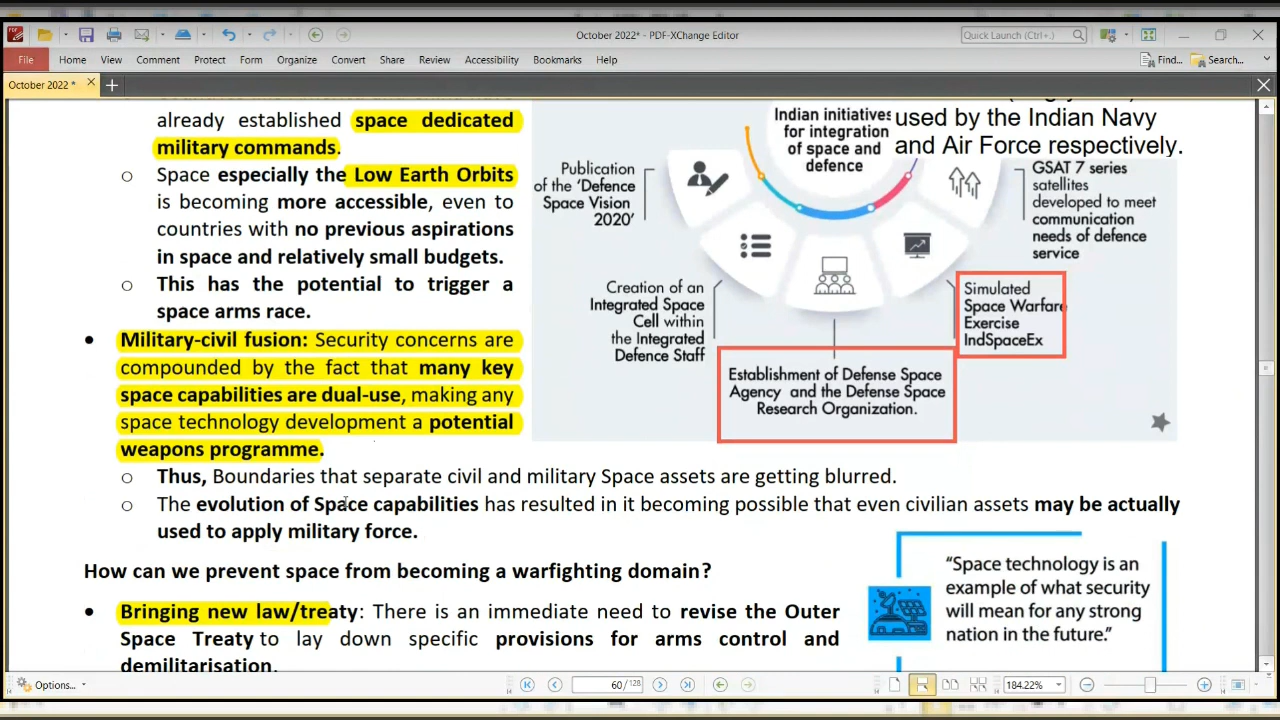 October 2022* - PDF-XChange Editor
Quick Launch (Ctrl+.)
File Home View Comment Protect Form Organize Convert Share Review Accessibility Bookmarks Help
Find...
Search...
October 2022 *
already established space dedicated
military commands.
Space especially the Low Earth Orbits
is becoming more accessible, even to
countries with no previous aspirations
in space and relatively small budgets.
This has the potential to trigger a
space arms race.
Military-civil fusion: Security concerns are
compounded by the fact that many key
space capabilities are dual-use, making any
space technology development a potential
weapons programme.
Indian initiatives
for integration
of space and
defence
used by the Indian Navy
and Air Force respectively.
Publication
of the ‘Defence
Space Vision
2020’
GSAT 7 series
satellites
developed to meet
communication
needs of defence
service
Creation of an
Integrated Space
Cell within
the Integrated
Defence Staff
Simulated
Space Warfare
Exercise
IndSpaceEx
Establishment of Defense Space
Agency and the Defense Space
Research Organization.
Thus, Boundaries that separate civil and military Space assets are getting blurred.
The evolution of Space capabilities has resulted in it becoming possible that even civilian assets may be actually
used to apply military force.
How can we prevent space from becoming a warfighting domain?
Bringing new law/treaty: There is an immediate need to revise the Outer
Space Treaty to lay down specific provisions for arms control and
demilitarisation.
“Space technology is an
example of what security
will mean for any strong
nation in the future.”
Options...
60 / 128
184.22%